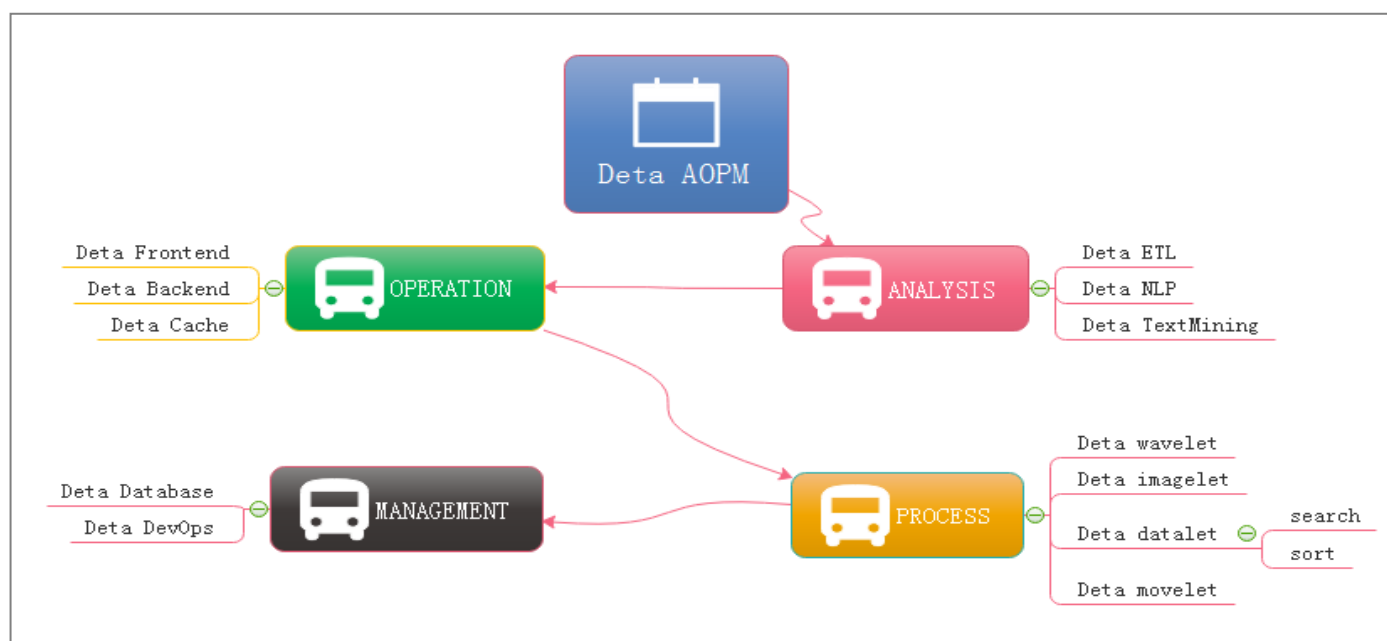 Deta AOPM
Deta Frontend
Deta Backend
Deta Cache
OPERATION
ANALYSIS
Deta ETL
Deta NLP
Deta TextMining
Deta Database
Deta DevOps
MANAGEMENT
PROCESS
Deta wavelet
Deta imagelet
Deta datalet
search
sort
Deta movelet